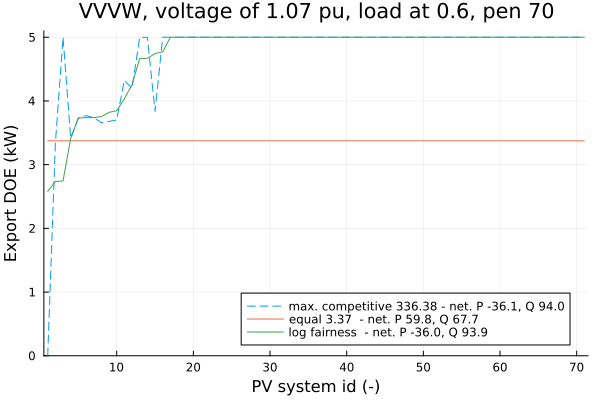 VVVW, voltage of 1.07 pu, load at 0.6, pen 70
5
4
3
2
1
0
Export DOE (kW)
max. competitive 336.38 - net. P -36.1, Q 94.0
equal 3.37  - net. P 59.8, Q 67.7
log fairness  - net. P -36.0, Q 93.9
10 20 30 40 50 60 70
PV system id (-)